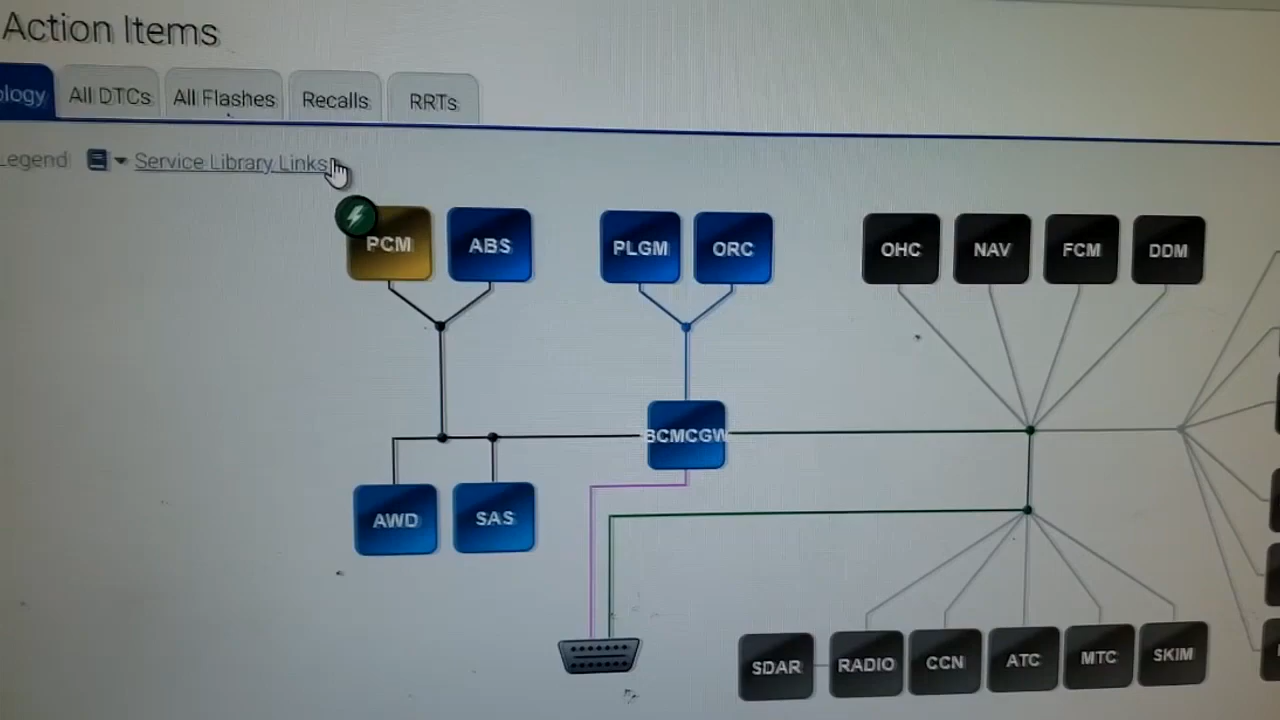 Action Items
ology All DTCs All Flashes Recalls RRTs
Legend Service Library Links
PCM ABS PLGM ORC OHC NAV FCM DDM
BCMCGW
AWD SAS
SDAR RADIO CCN ATC MTC SKIM